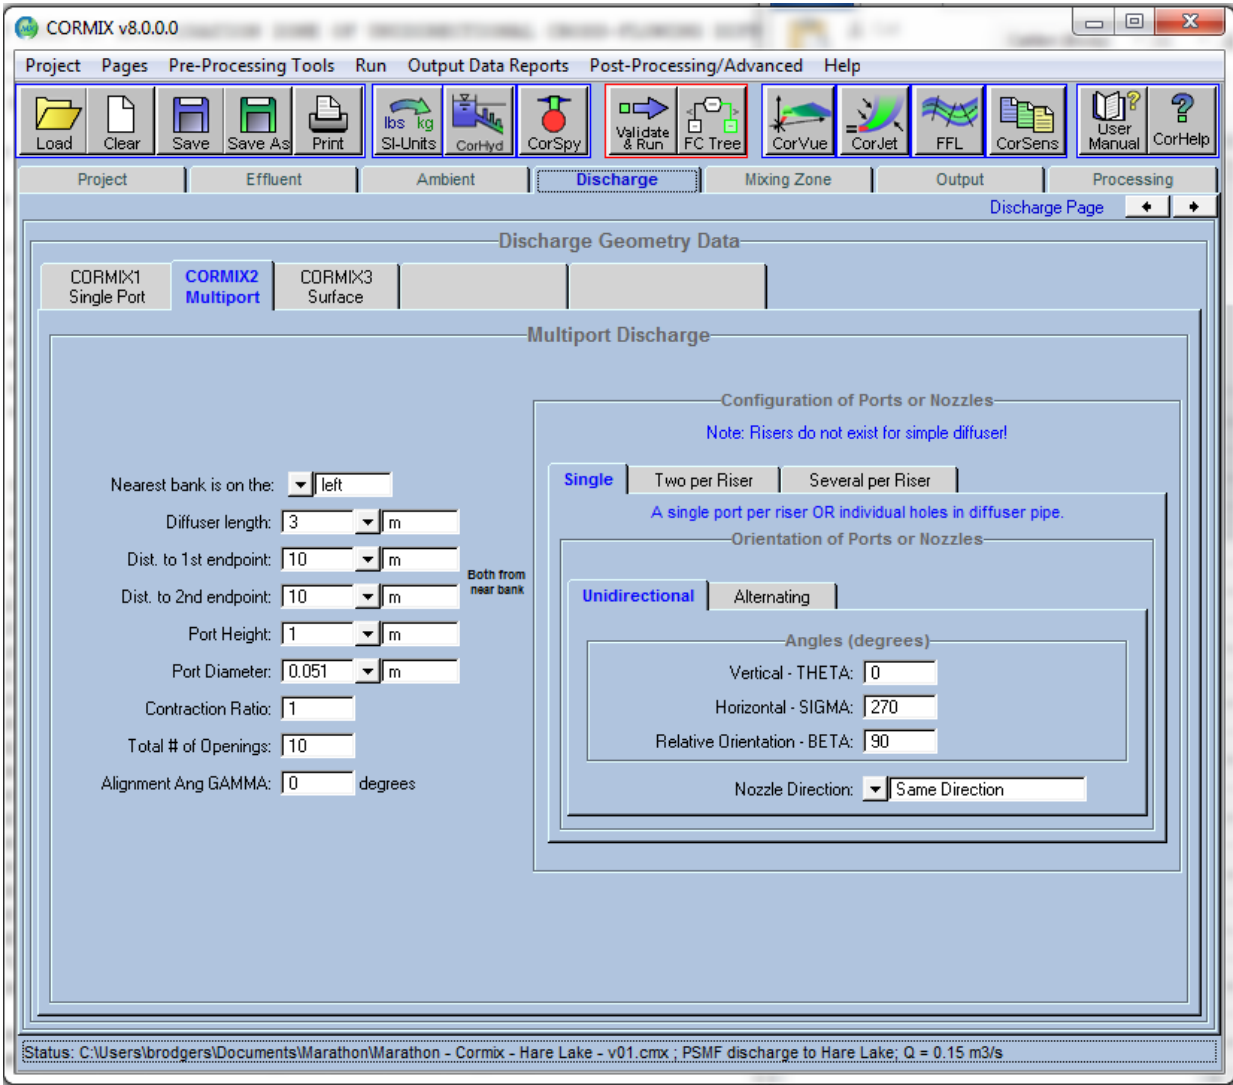 CORMIX v8.0.0.0
Project Pages Pre-Processing Tools Run Output Data Reports Post-Processing/Advanced Help
lbs kg
Load Clear Save Save As Print SI-Units CorHyd CorSpy Validate & Run FC Tree CorVue CorJet FFL CorSens User Manual CorHelp
Project Effluent Ambient Discharge Mixing Zone Output Processing
Discharge Page
Discharge Geometry Data
CORMIX1 Single Port
CORMIX2 Multiport
CORMIX3 Surface
Multiport Discharge
Nearest bank is on the: left
Diffuser length: 3 m
Dist. to 1st endpoint: 10 m
Dist. to 2nd endpoint: 10 m
Both from
near bank
Port Height: 1 m
Port Diameter: 0.051 m
Contraction Ratio: 1
Total # of Openings: 10
Alignment Ang GAMMA: 0 degrees
Configuration of Ports or Nozzles
Note: Risers do not exist for simple diffuser!
Single Two per Riser Several per Riser
A single port per riser OR individual holes in diffuser pipe.
Orientation of Ports or Nozzles
Unidirectional Alternating
Angles (degrees)
Vertical - THETA: 0
Horizontal - SIGMA: 270
Relative Orientation - BETA: 90
Nozzle Direction: Same Direction
Status: C:\Users\brodgers\Documents\Marathon\Marathon - Cormix - Hare Lake - v01.cmx ; PSMF discharge to Hare Lake; Q = 0.15 m3/s